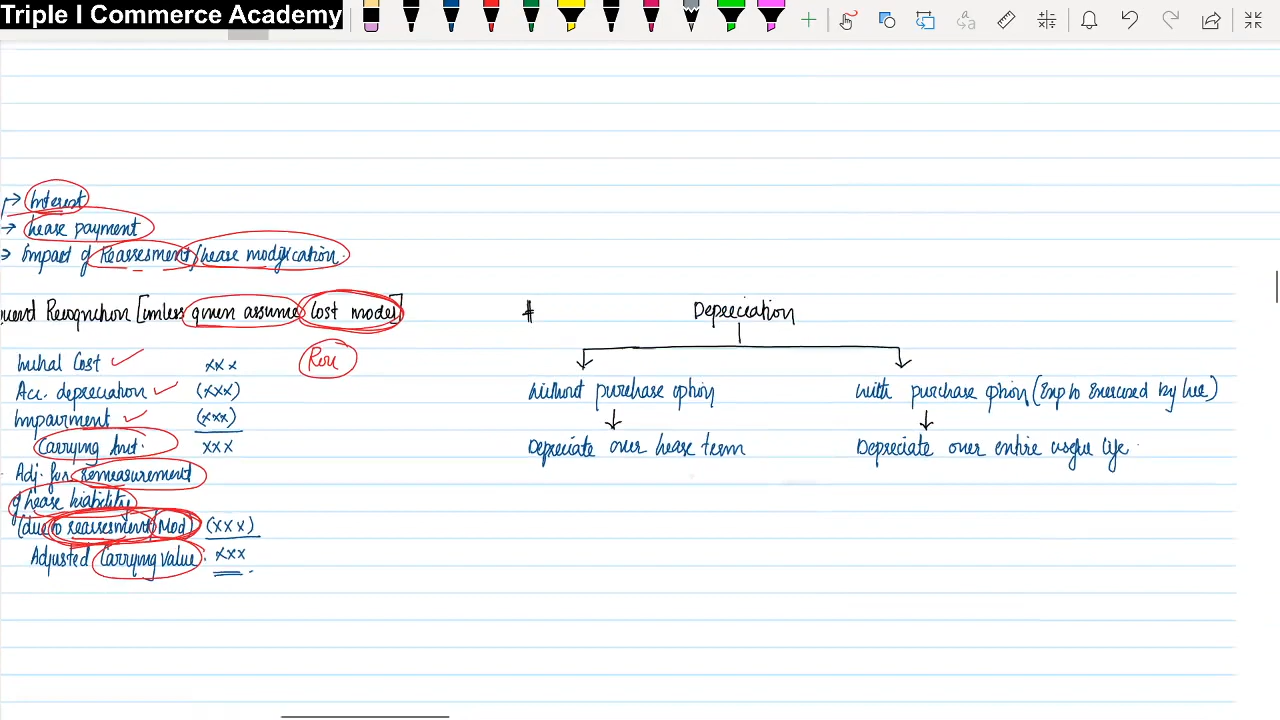 Triple I Commerce Academy
→ Interest
→ Lease payment
→ Impact of Reassesment/Lease modification.
quent Recognition [unless given assume Cost model]
ROU
Initial Cost xxx
Acc. depreciation (xxx)
Impairment (xxx)
Carrying Amt. xxx
Adj. for remeasurement
of Lease Liability
(due to reassesment/Mod) (xxx)
Adjusted Carrying value. xxx
# Depreciation
Without purchase option
Depreciate over Lease term
With purchase option (Exp to Exercised by Lee)
Depreciate over entire useful life